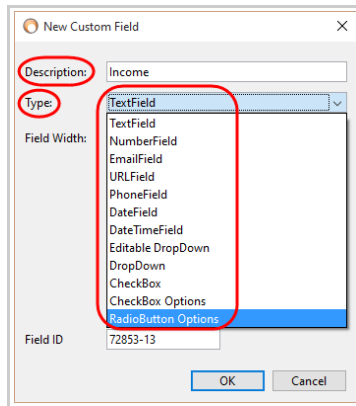 New Custom Field
Description: Income
Type: TextField
TextField
Field Width: NumberField
EmailField
URLField
PhoneField
DateField
DateTimeField
Editable DropDown
DropDown
CheckBox
CheckBox Options
RadioButton Options
Field ID 72853-13
OK Cancel